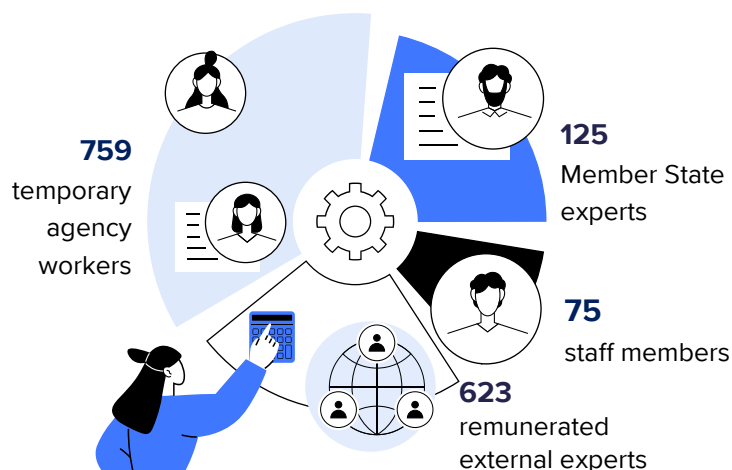 759
temporary
agency
workers
125
Member State
experts
75
staff members
623
remunerated
external experts